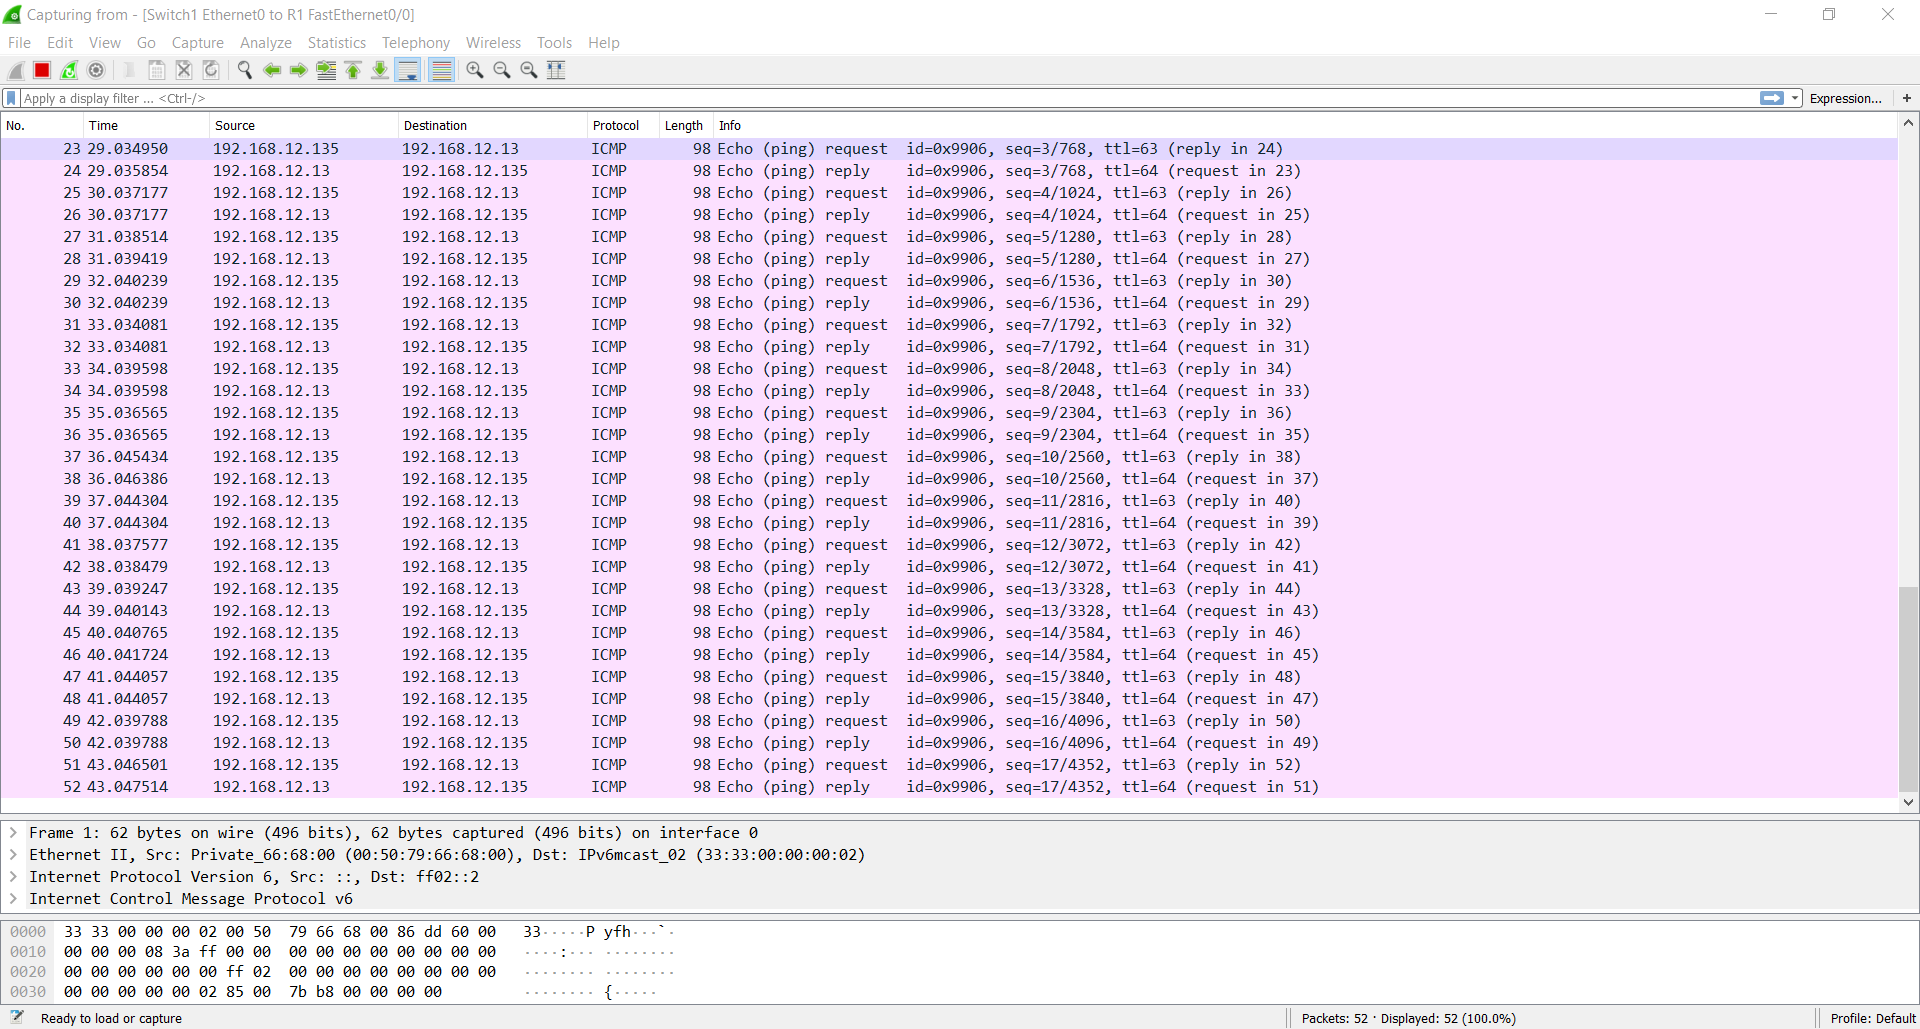 Capturing from - [Switch1 Ethernet0 to R1 FastEthernet0/0]
File Edit View Go Capture Analyze Statistics Telephony Wireless Tools Help
Apply a display filter ... <Ctrl-/> Expression... +
No. Time Source Destination Protocol Length Info
23 29.034950 192.168.12.135 192.168.12.13 ICMP 98 Echo (ping) request id=0x9906, seq=3/768, ttl=63 (reply in 24)
24 29.035854 192.168.12.13 192.168.12.135 ICMP 98 Echo (ping) reply id=0x9906, seq=3/768, ttl=64 (request in 23)
25 30.037177 192.168.12.135 192.168.12.13 ICMP 98 Echo (ping) request id=0x9906, seq=4/1024, ttl=63 (reply in 26)
26 30.037177 192.168.12.13 192.168.12.135 ICMP 98 Echo (ping) reply id=0x9906, seq=4/1024, ttl=64 (request in 25)
27 31.038514 192.168.12.135 192.168.12.13 ICMP 98 Echo (ping) request id=0x9906, seq=5/1280, ttl=63 (reply in 28)
28 31.039419 192.168.12.13 192.168.12.135 ICMP 98 Echo (ping) reply id=0x9906, seq=5/1280, ttl=64 (request in 27)
29 32.040239 192.168.12.135 192.168.12.13 ICMP 98 Echo (ping) request id=0x9906, seq=6/1536, ttl=63 (reply in 30)
30 32.040239 192.168.12.13 192.168.12.135 ICMP 98 Echo (ping) reply id=0x9906, seq=6/1536, ttl=64 (request in 29)
31 33.034081 192.168.12.135 192.168.12.13 ICMP 98 Echo (ping) request id=0x9906, seq=7/1792, ttl=63 (reply in 32)
32 33.034081 192.168.12.13 192.168.12.135 ICMP 98 Echo (ping) reply id=0x9906, seq=7/1792, ttl=64 (request in 31)
33 34.039598 192.168.12.135 192.168.12.13 ICMP 98 Echo (ping) request id=0x9906, seq=8/2048, ttl=63 (reply in 34)
34 34.039598 192.168.12.13 192.168.12.135 ICMP 98 Echo (ping) reply id=0x9906, seq=8/2048, ttl=64 (request in 33)
35 35.036565 192.168.12.135 192.168.12.13 ICMP 98 Echo (ping) request id=0x9906, seq=9/2304, ttl=63 (reply in 36)
36 35.036565 192.168.12.13 192.168.12.135 ICMP 98 Echo (ping) reply id=0x9906, seq=9/2304, ttl=64 (request in 35)
37 36.045434 192.168.12.135 192.168.12.13 ICMP 98 Echo (ping) request id=0x9906, seq=10/2560, ttl=63 (reply in 38)
38 36.046386 192.168.12.13 192.168.12.135 ICMP 98 Echo (ping) reply id=0x9906, seq=10/2560, ttl=64 (request in 37)
39 37.044304 192.168.12.135 192.168.12.13 ICMP 98 Echo (ping) request id=0x9906, seq=11/2816, ttl=63 (reply in 40)
40 37.044304 192.168.12.13 192.168.12.135 ICMP 98 Echo (ping) reply id=0x9906, seq=11/2816, ttl=64 (request in 39)
41 38.037577 192.168.12.135 192.168.12.13 ICMP 98 Echo (ping) request id=0x9906, seq=12/3072, ttl=63 (reply in 42)
42 38.038479 192.168.12.13 192.168.12.135 ICMP 98 Echo (ping) reply id=0x9906, seq=12/3072, ttl=64 (request in 41)
43 39.039247 192.168.12.135 192.168.12.13 ICMP 98 Echo (ping) request id=0x9906, seq=13/3328, ttl=63 (reply in 44)
44 39.040143 192.168.12.13 192.168.12.135 ICMP 98 Echo (ping) reply id=0x9906, seq=13/3328, ttl=64 (request in 43)
45 40.040765 192.168.12.135 192.168.12.13 ICMP 98 Echo (ping) request id=0x9906, seq=14/3584, ttl=63 (reply in 46)
46 40.041724 192.168.12.13 192.168.12.135 ICMP 98 Echo (ping) reply id=0x9906, seq=14/3584, ttl=64 (request in 45)
47 41.044057 192.168.12.135 192.168.12.13 ICMP 98 Echo (ping) request id=0x9906, seq=15/3840, ttl=63 (reply in 48)
48 41.044057 192.168.12.13 192.168.12.135 ICMP 98 Echo (ping) reply id=0x9906, seq=15/3840, ttl=64 (request in 47)
49 42.039788 192.168.12.135 192.168.12.13 ICMP 98 Echo (ping) request id=0x9906, seq=16/4096, ttl=63 (reply in 50)
50 42.039788 192.168.12.13 192.168.12.135 ICMP 98 Echo (ping) reply id=0x9906, seq=16/4096, ttl=64 (request in 49)
51 43.046501 192.168.12.135 192.168.12.13 ICMP 98 Echo (ping) request id=0x9906, seq=17/4352, ttl=63 (reply in 52)
52 43.047514 192.168.12.13 192.168.12.135 ICMP 98 Echo (ping) reply id=0x9906, seq=17/4352, ttl=64 (request in 51)
Frame 1: 62 bytes on wire (496 bits), 62 bytes captured (496 bits) on interface 0
Ethernet II, Src: Private_66:68:00 (00:50:79:66:68:00), Dst: IPv6mcast_02 (33:33:00:00:00:02)
Internet Protocol Version 6, Src: ::, Dst: ff02::2
Internet Control Message Protocol v6
0000 33 33 00 00 00 02 00 50 79 66 68 00 86 dd 60 00 33·····P yfh···`·
0010 00 00 00 08 3a ff 00 00 00 00 00 00 00 00 00 00 ····:··· ········
0020 00 00 00 00 00 00 ff 02 00 00 00 00 00 00 00 00 ········ ········
0030 00 00 00 00 00 02 85 00 7b b8 00 00 00 00 ········ {·····
Ready to load or capture Packets: 52 · Displayed: 52 (100.0%) Profile: Default